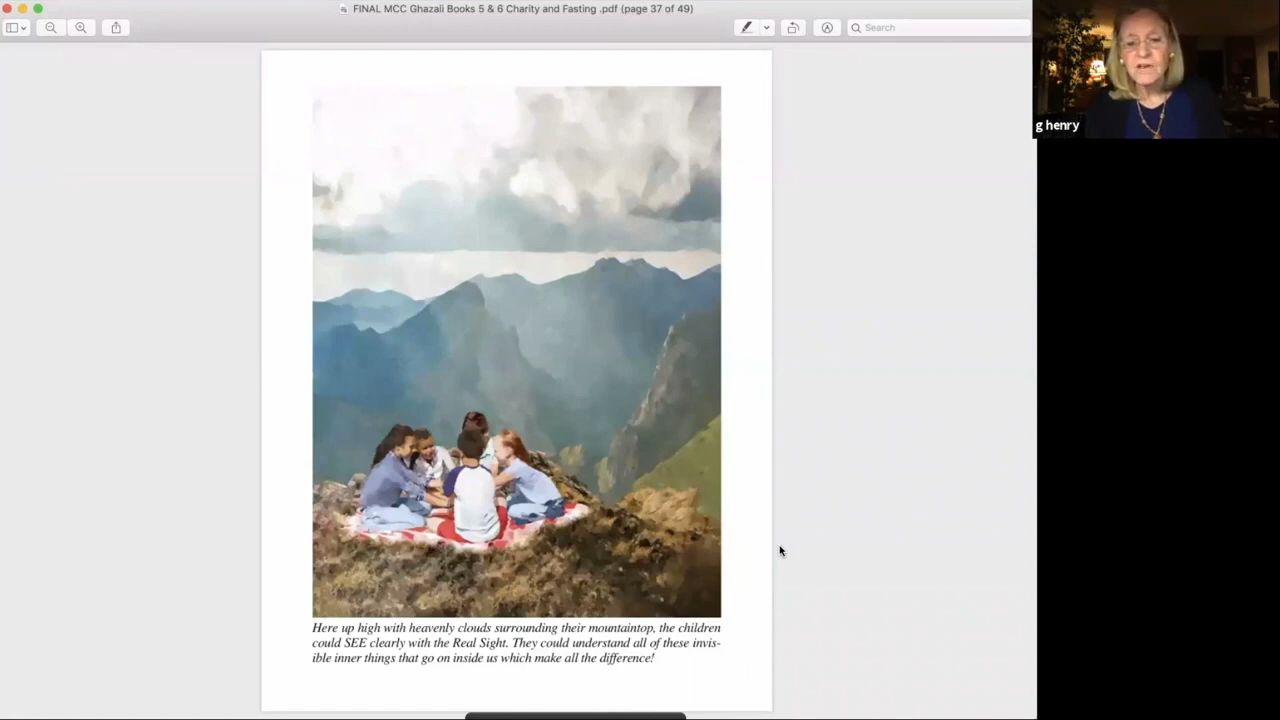 FINAL MCC Ghazali Books 5 & 6 Charity and Fasting .pdf (page 37 of 49)
Search
g henry
Here up high with heavenly clouds surrounding their mountaintop, the children
could SEE clearly with the Real Sight. They could understand all of these invis-
ible inner things that go on inside us which make all the difference!